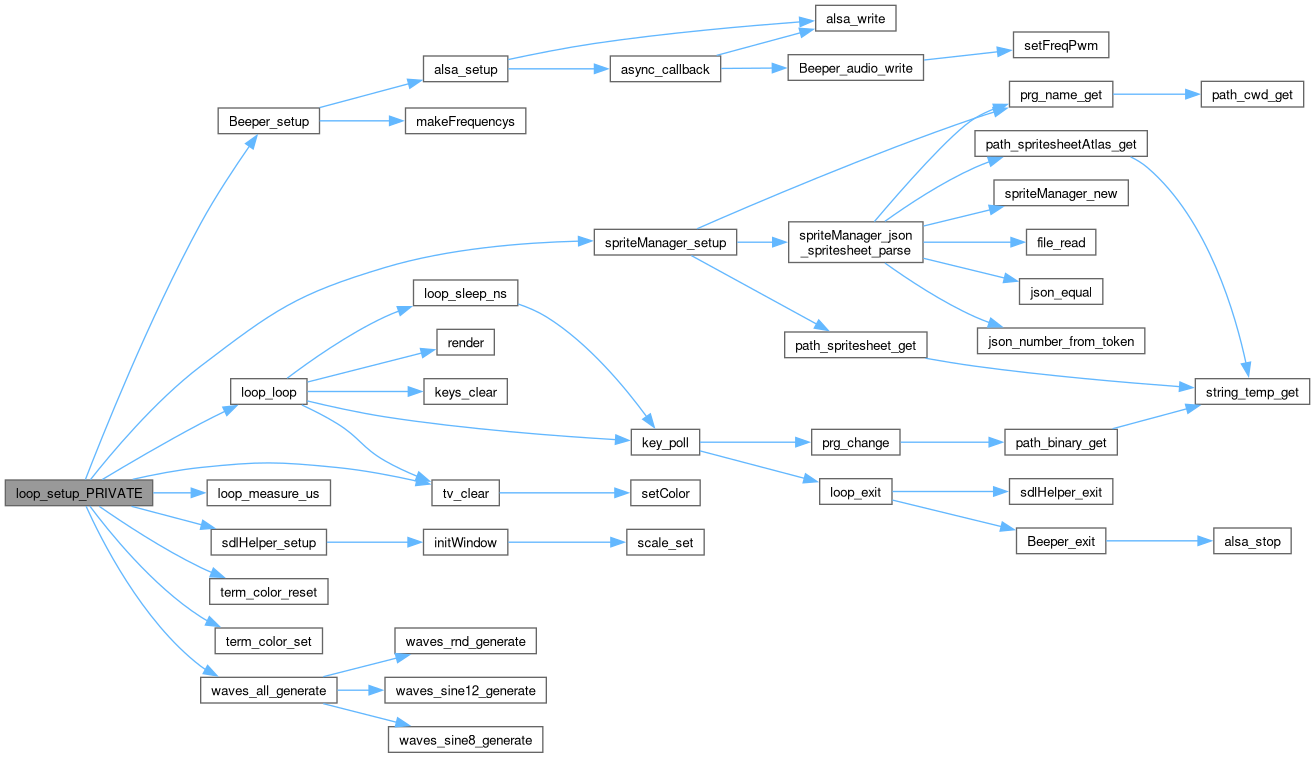 alsa_write
setFreqPwm
alsa_setup
async_callback
Beeper_audio_write
prg_name_get
path_cwd_get
Beeper_setup
makeFrequencys
path_spritesheetAtlas_get
spriteManager_new
spriteManager_setup
spriteManager_json
_spritesheet_parse
file_read
loop_sleep_ns
json_equal
render
path_spritesheet_get
json_number_from_token
loop_loop
keys_clear
string_temp_get
key_poll
prg_change
path_binary_get
loop_setup_PRIVATE
loop_measure_us
tv_clear
setColor
loop_exit
sdlHelper_exit
sdlHelper_setup
initWindow
scale_set
Beeper_exit
alsa_stop
term_color_reset
term_color_set
waves_rnd_generate
waves_all_generate
waves_sine12_generate
waves_sine8_generate